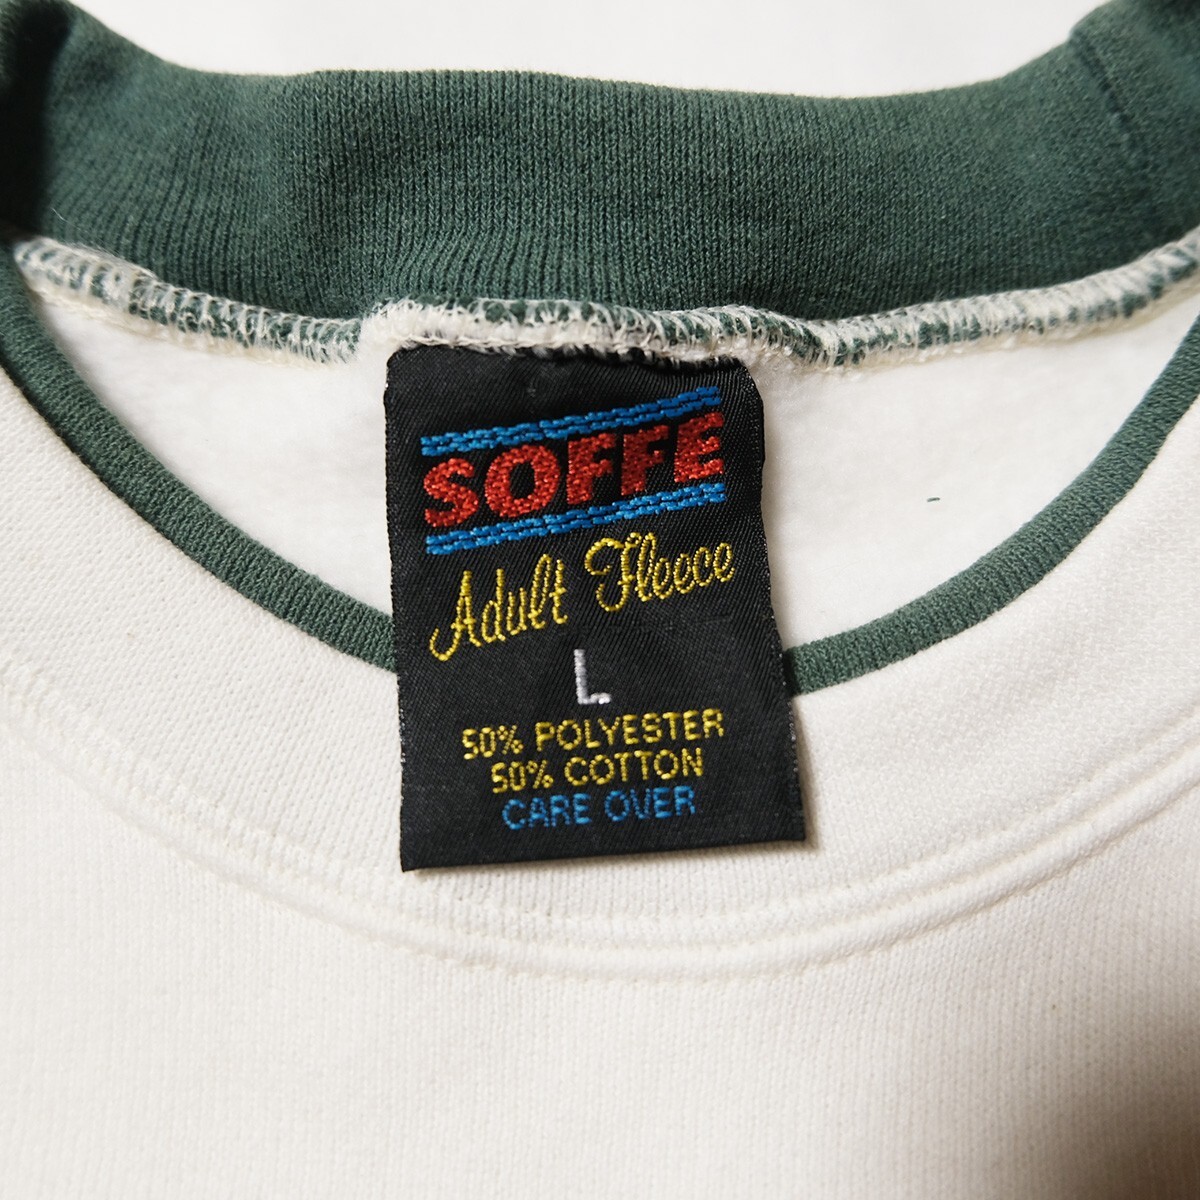 SOFFE
Adult Fleece
L
50% POLYESTER
50% COTTON
CARE OVER